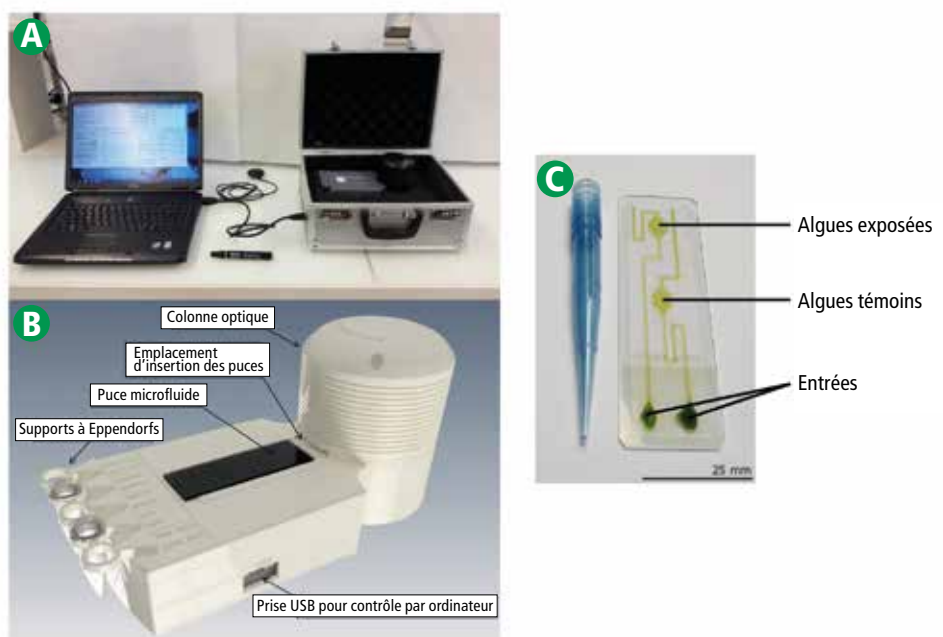 A
B
Colonne optique
Emplacement
d'insertion des puces
Puce microfluide
Supports à Eppendorfs
Prise USB pour contrôle par ordinateur
C
Algues exposées
Algues témoins
Entrées
25 mm